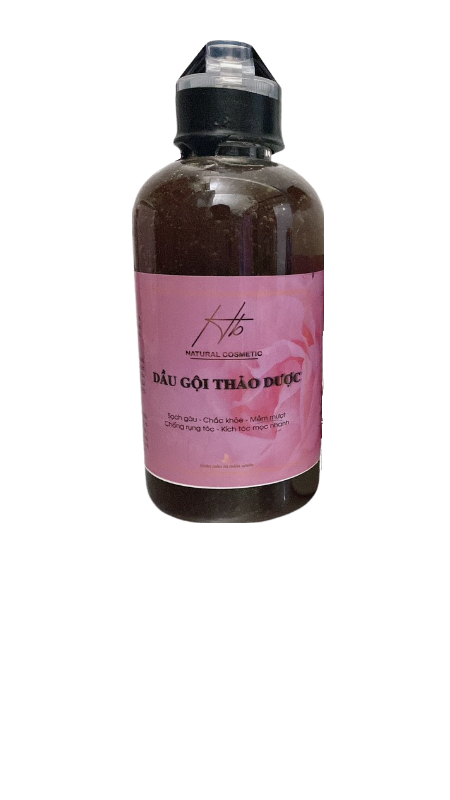 Hb
NATURAL COSMETIC
DẦU GỘI THẢO DƯỢC
Sạch gàu - Chắc khỏe - Mềm mượt
Chống rụng tóc - Kích tóc mọc nhanh